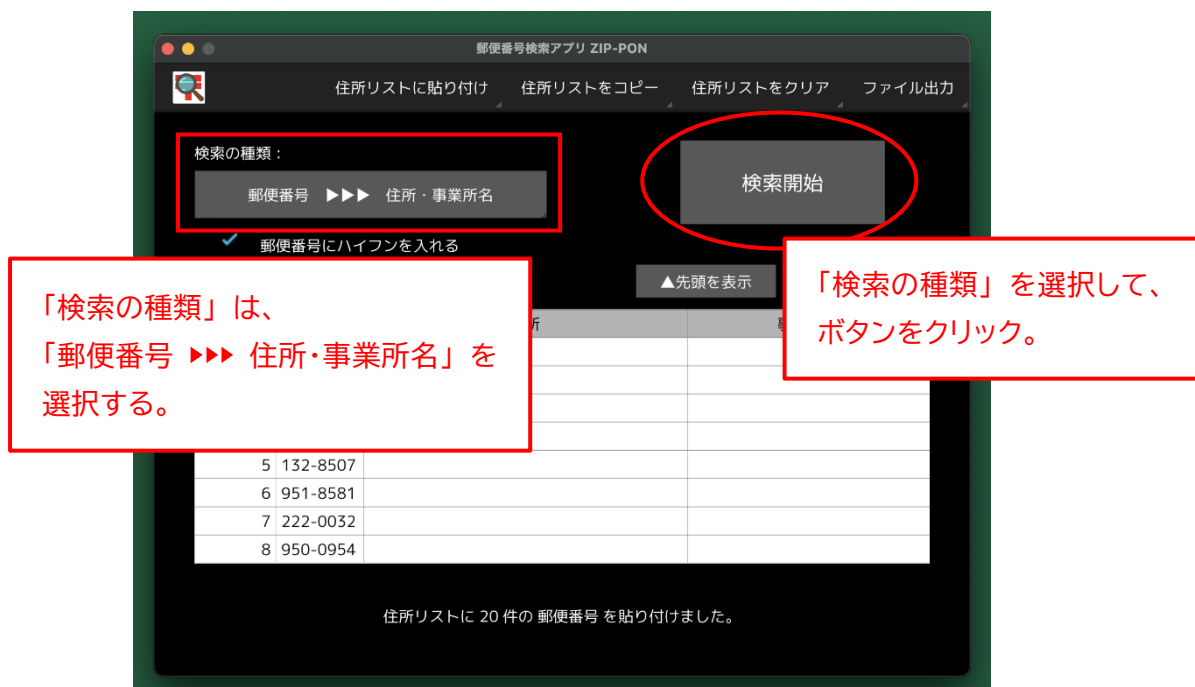 郵便番号検索アプリ ZIP-PON
住所リストに貼り付け 住所リストをコピー 住所リストをクリア ファイル出力
検索の種類：
郵便番号 ▶▶▶ 住所・事業所名
検索開始
郵便番号にハイフンを入れる
▲先頭を表示
「検索の種類」は、
「郵便番号 ▶▶▶ 住所・事業所名」を
選択する。
「検索の種類」を選択して、
ボタンをクリック。
5 132-8507
6 951-8581
7 222-0032
8 950-0954
住所リストに 20 件の 郵便番号 を貼り付けました。